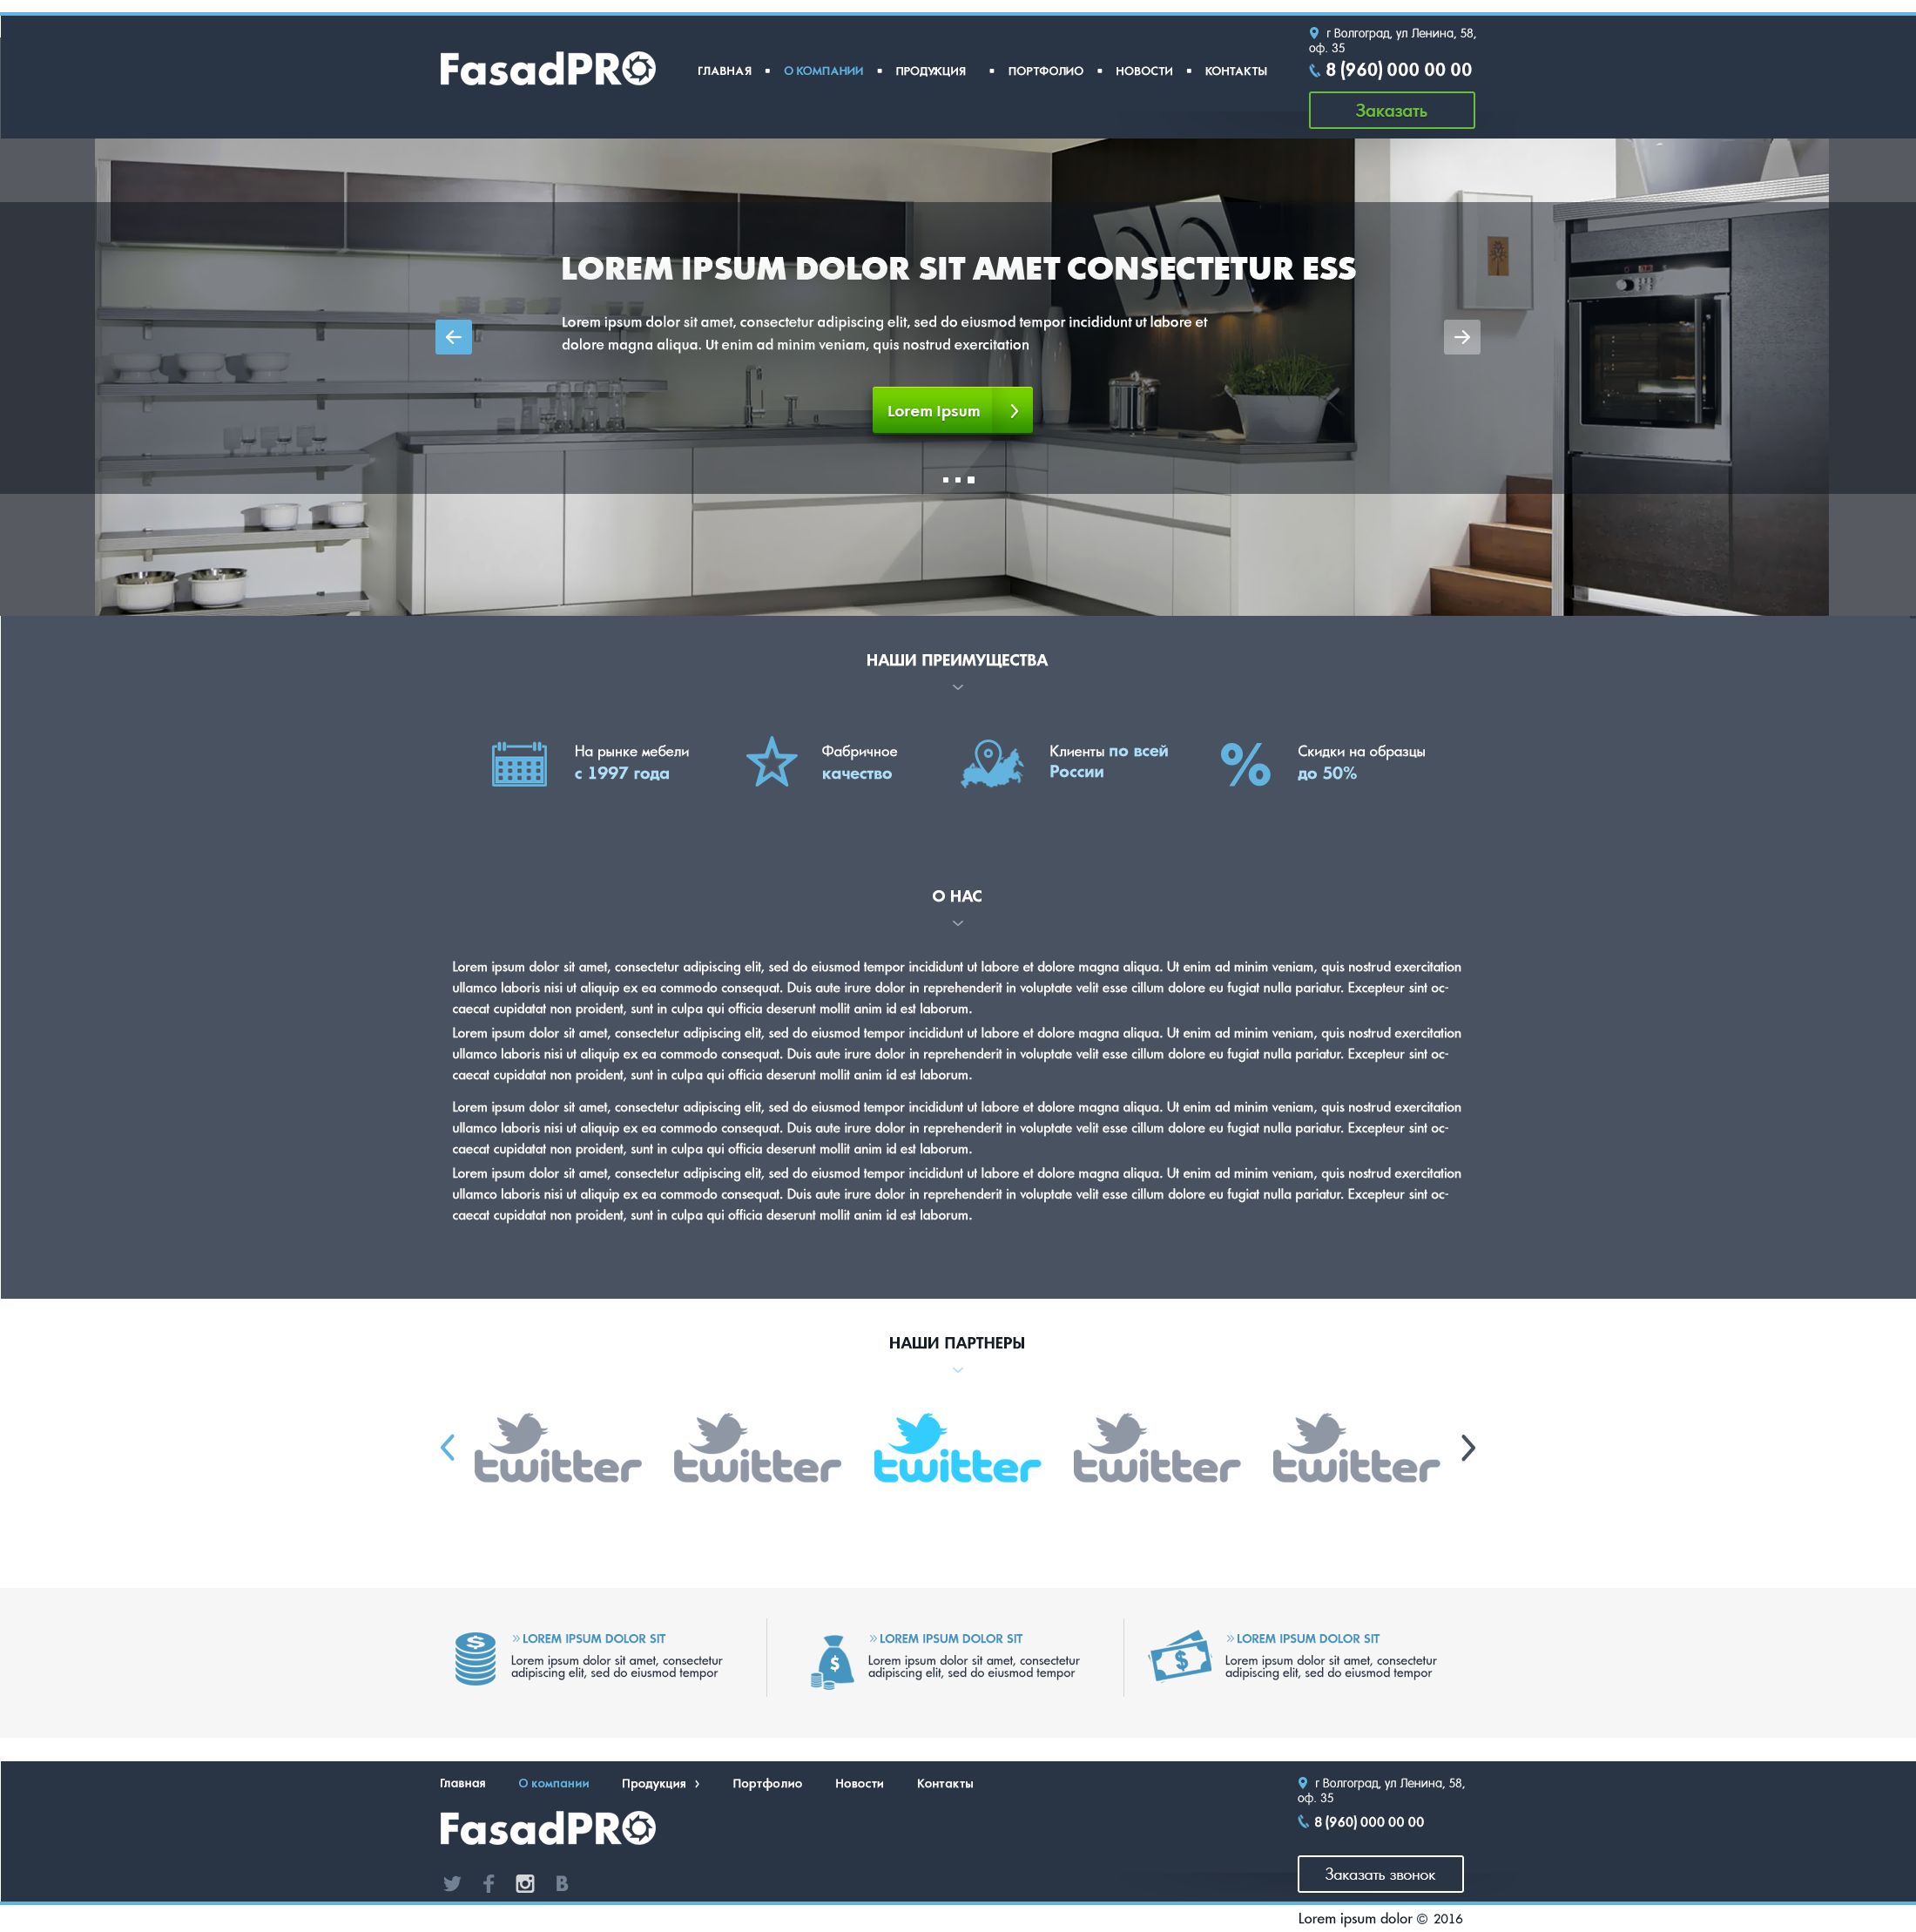 г Волгоград, ул Ленина, 58,
оф. 35
FasadPRO
ГЛАВНАЯ О КОМПАНИИ ПРОДУКЦИЯ ПОРТФОЛИО НОВОСТИ КОНТАКТЫ
8 (960) 000 00 00
Заказать
LOREM IPSUM DOLOR SIT AMET CONSECTETUR ESS
Lorem ipsum dolor sit amet, consectetur adipiscing elit, sed do eiusmod tempor incididunt ut labore et
dolore magna aliqua. Ut enim ad minim veniam, quis nostrud exercitation
Lorem Ipsum
НАШИ ПРЕИМУЩЕСТВА
На рынке мебели
с 1997 года
Фабричное
качество
Клиенты по всей
России
Скидки на образцы
до 50%
О НАС
Lorem ipsum dolor sit amet, consectetur adipiscing elit, sed do eiusmod tempor incididunt ut labore et dolore magna aliqua. Ut enim ad minim veniam, quis nostrud exercitation
ullamco laboris nisi ut aliquip ex ea commodo consequat. Duis aute irure dolor in reprehenderit in voluptate velit esse cillum dolore eu fugiat nulla pariatur. Excepteur sint oc-
caecat cupidatat non proident, sunt in culpa qui officia deserunt mollit anim id est laborum.
Lorem ipsum dolor sit amet, consectetur adipiscing elit, sed do eiusmod tempor incididunt ut labore et dolore magna aliqua. Ut enim ad minim veniam, quis nostrud exercitation
ullamco laboris nisi ut aliquip ex ea commodo consequat. Duis aute irure dolor in reprehenderit in voluptate velit esse cillum dolore eu fugiat nulla pariatur. Excepteur sint oc-
caecat cupidatat non proident, sunt in culpa qui officia deserunt mollit anim id est laborum.
Lorem ipsum dolor sit amet, consectetur adipiscing elit, sed do eiusmod tempor incididunt ut labore et dolore magna aliqua. Ut enim ad minim veniam, quis nostrud exercitation
ullamco laboris nisi ut aliquip ex ea commodo consequat. Duis aute irure dolor in reprehenderit in voluptate velit esse cillum dolore eu fugiat nulla pariatur. Excepteur sint oc-
caecat cupidatat non proident, sunt in culpa qui officia deserunt mollit anim id est laborum.
Lorem ipsum dolor sit amet, consectetur adipiscing elit, sed do eiusmod tempor incididunt ut labore et dolore magna aliqua. Ut enim ad minim veniam, quis nostrud exercitation
ullamco laboris nisi ut aliquip ex ea commodo consequat. Duis aute irure dolor in reprehenderit in voluptate velit esse cillum dolore eu fugiat nulla pariatur. Excepteur sint oc-
caecat cupidatat non proident, sunt in culpa qui officia deserunt mollit anim id est laborum.
НАШИ ПАРТНЕРЫ
twitter twitter twitter twitter twitter
» LOREM IPSUM DOLOR SIT
Lorem ipsum dolor sit amet, consectetur
adipiscing elit, sed do eiusmod tempor
» LOREM IPSUM DOLOR SIT
Lorem ipsum dolor sit amet, consectetur
adipiscing elit, sed do eiusmod tempor
» LOREM IPSUM DOLOR SIT
Lorem ipsum dolor sit amet, consectetur
adipiscing elit, sed do eiusmod tempor
Главная О компании Продукция Портфолио Новости Контакты
FasadPRO
г Волгоград, ул Ленина, 58,
оф. 35
8 (960) 000 00 00
Заказать звонок
Lorem ipsum dolor © 2016